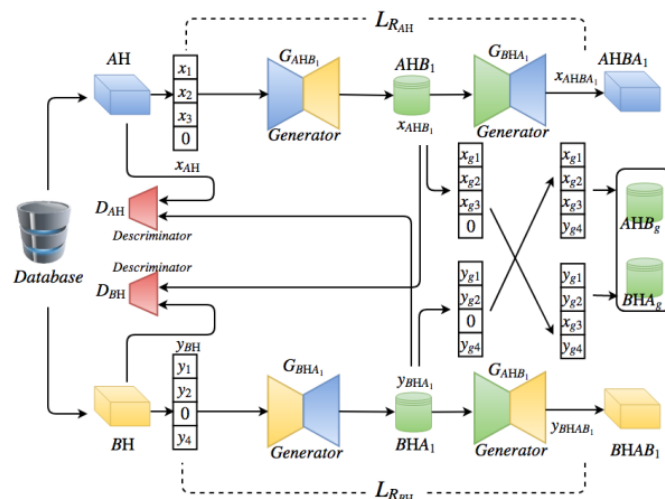 L_{R_{AH}}
AH
x_1
x_2
x_3
0
G_{AHB_1}
Generator
AHB_1
x_{AHB_1}
G_{BHA_1}
Generator
x_{AHBA_1}
AHBA_1
x_{AH}
D_{AH}
Descriminator
Database
Descriminator
D_{BH}
x_{g1}
x_{g2}
x_{g3}
0
x_{g1}
x_{g2}
x_{g3}
y_{g4}
AHB_g
y_{g1}
y_{g2}
0
y_{g4}
y_{g1}
y_{g2}
x_{g3}
y_{g4}
BHA_g
y_{BH}
y_1
y_2
0
y_4
BH
G_{BHA_1}
Generator
y_{BHA_1}
BHA_1
G_{AHB_1}
Generator
y_{BHAB_1}
BHAB_1
L_{R_{BH}}